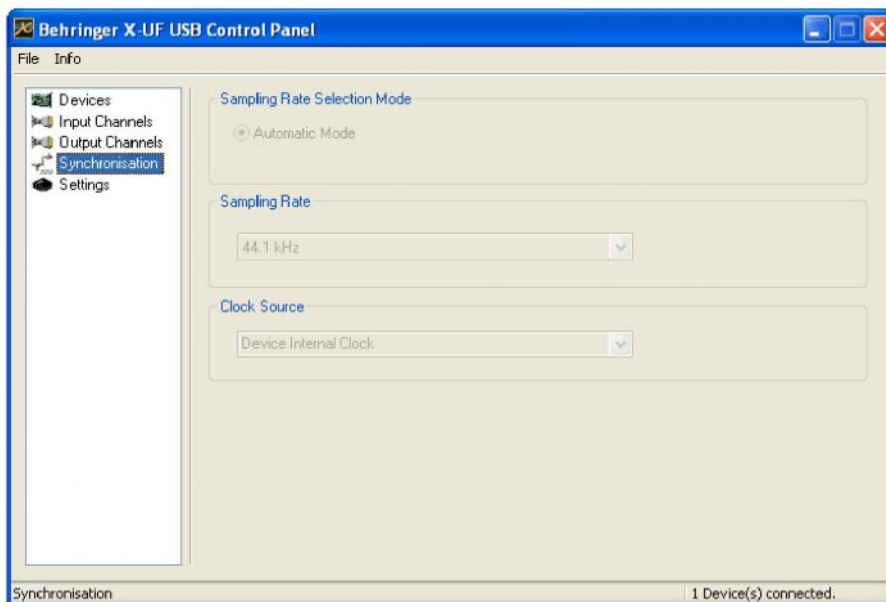 Behringer X-UF USB Control Panel
File Info
Devices
Input Channels
Output Channels
Synchronisation
Settings
Sampling Rate Selection Mode
Automatic Mode
Sampling Rate
44.1 kHz
Clock Source
Device Internal Clock
Synchronisation
1 Device(s) connected.